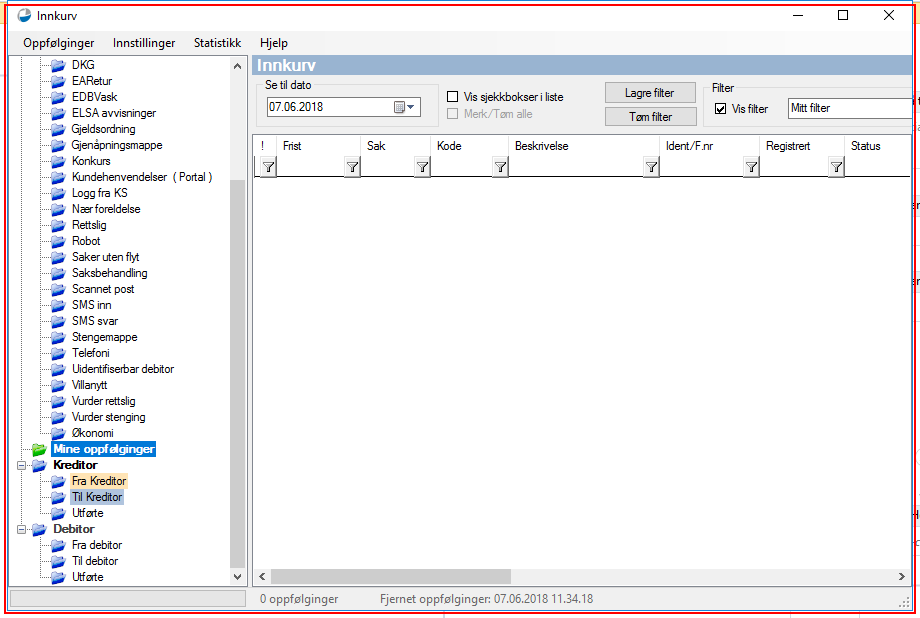 Innkurv
Oppfølginger Innstillinger Statistikk Hjelp
DKG
EARetur
EDBVask
ELSA avvisninger
Gjeldsordning
Gjenåpningsmappe
Konkurs
Kundehenvendelser ( Portal )
Logg fra KS
Nær foreldelse
Rettslig
Robot
Saker uten flyt
Saksbehandling
Scannet post
SMS inn
SMS svar
Stengemappe
Telefoni
Uidentifiserbar debitor
Villanytt
Vurder rettslig
Vurder stenging
Økonomi
Mine oppfølginger
Kreditor
Fra Kreditor
Til Kreditor
Utførte
Debitor
Fra debitor
Til debitor
Utførte
Innkurv
Se til dato
07.06.2018
Vis sjekkbokser i liste
Merk/Tøm alle
Lagre filter
Tøm filter
Filter
Vis filter Mitt filter
! Frist Sak Kode Beskrivelse Ident/F.nr Registrert Status
0 oppfølginger Fjernet oppfølginger: 07.06.2018 11.34.18